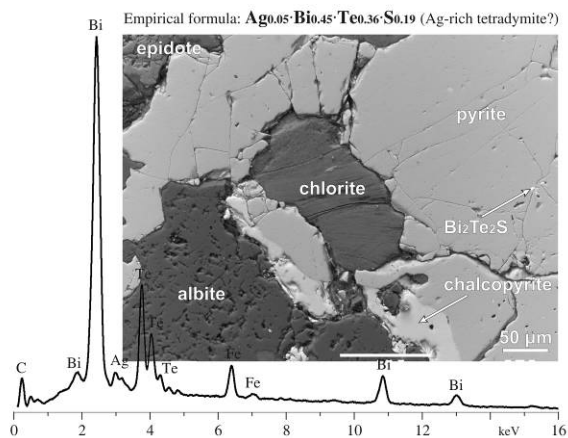 Empirical formula: Ag0.05·Bi0.45·Te0.36·S0.19 (Ag-rich tetradymite?)
Bi
epidote
pyrite
chlorite
Bi2Te2S
albite
chalcopyrite
50 µm
C
Bi
Ag
Te
Fe
Fe
Bi
Bi
0 2 4 6 8 10 12 14 keV 16